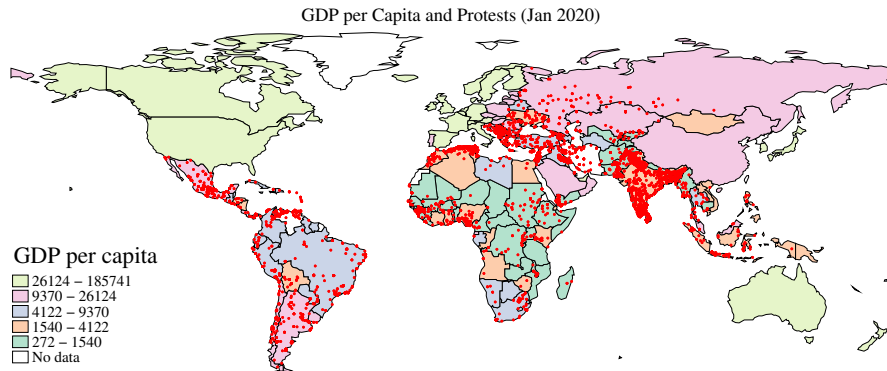 GDP per Capita and Protests (Jan 2020)
GDP per capita
26124 − 185741
9370 − 26124
4122 − 9370
1540 − 4122
272 − 1540
No data